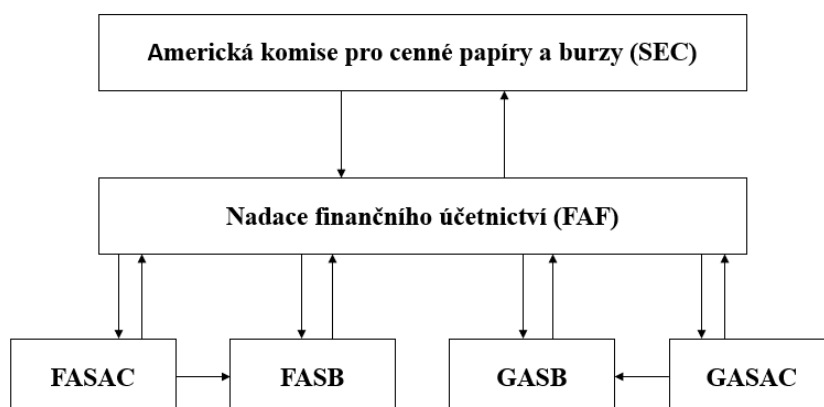 Americká komise pro cenné papíry a burzy (SEC)
Nadace finančního účetnictví (FAF)
FASAC
FASB
GASB
GASAC